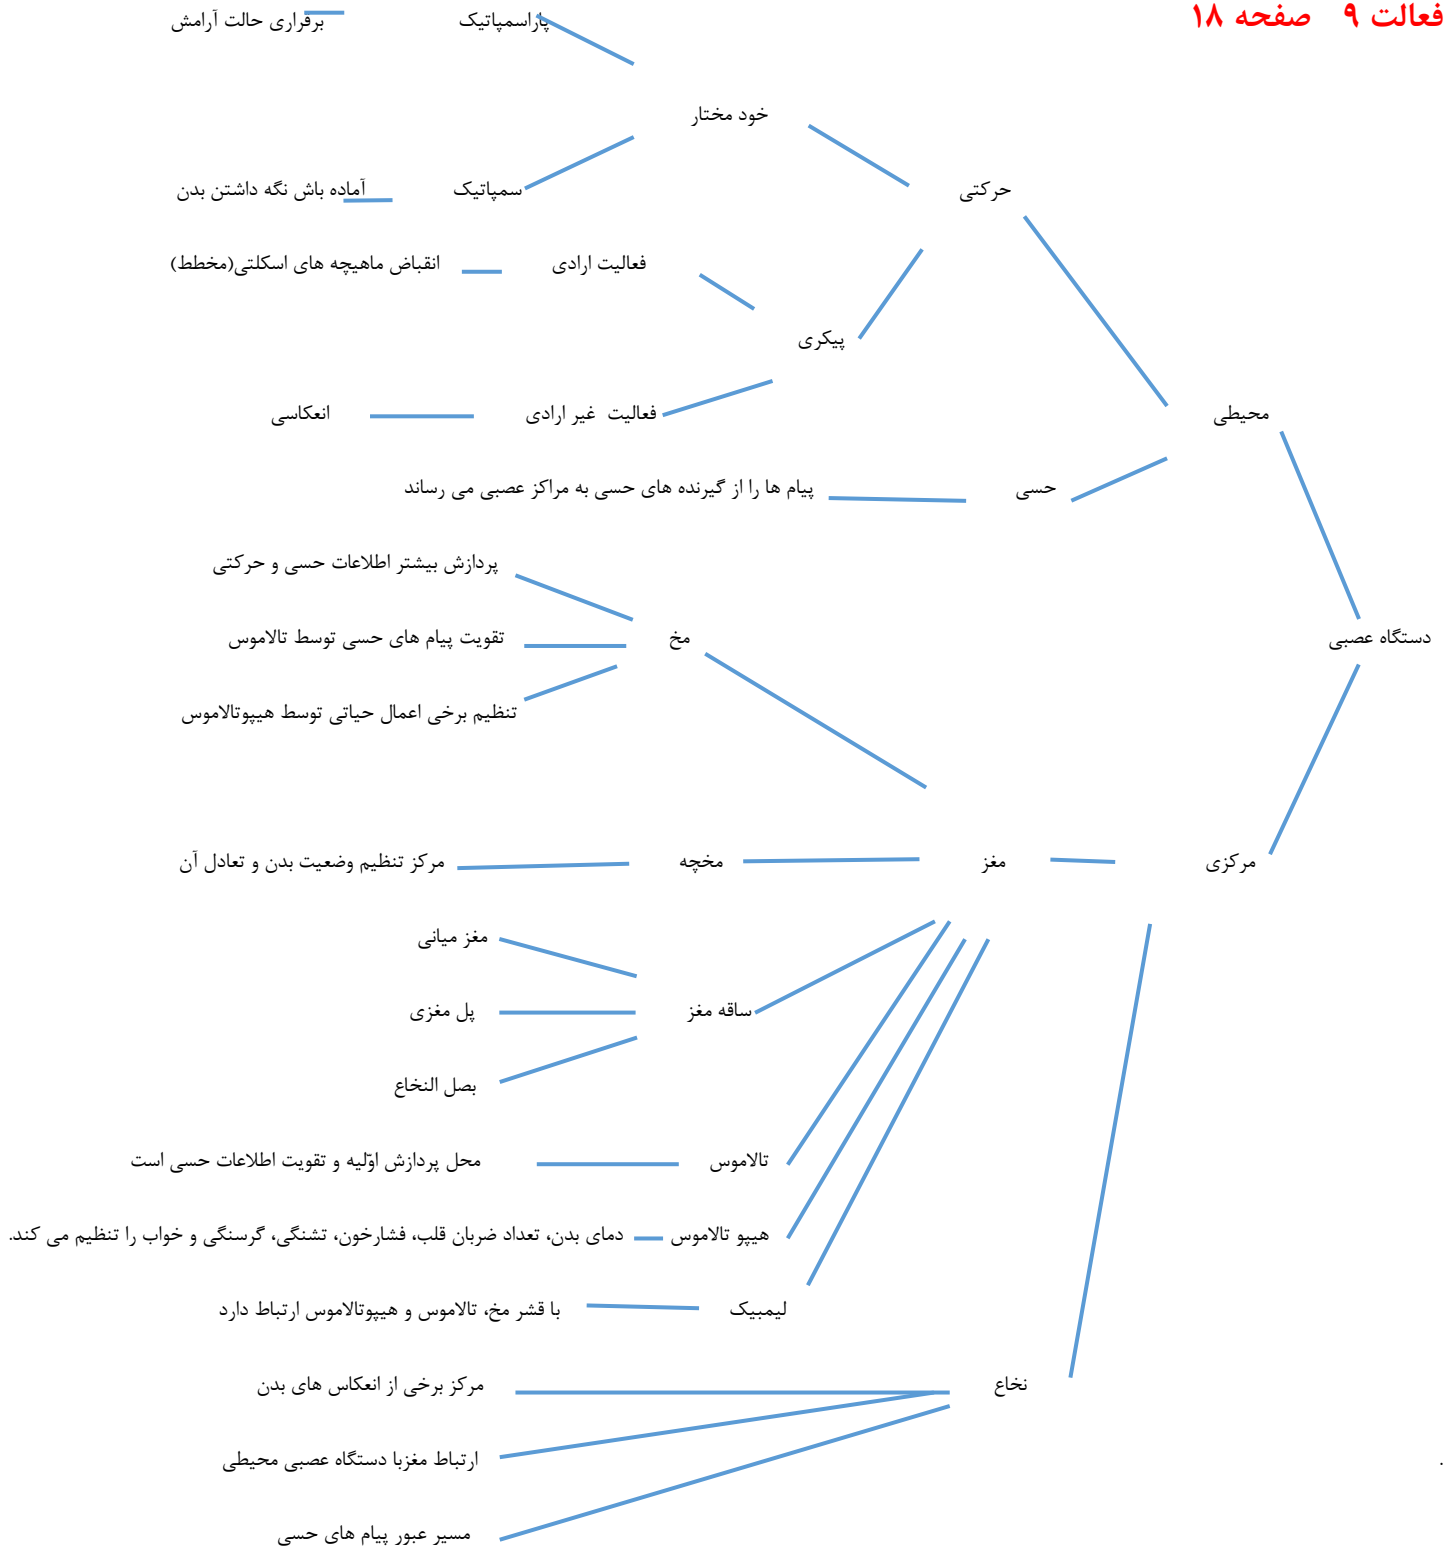 فعالت ۹ صفحه ۱۸
پاراسمپاتیک برقراری حالت آرامش
خود مختار
حرکتی سمپاتیک آماده باش نگه داشتن بدن
فعالیت ارادی انقباض ماهیچه های اسکلتی(مخطط)
پیکری
محیطی فعالیت غیر ارادی انعکاسی
حسی پیام ها را از گیرنده های حسی به مراکز عصبی می رساند
پردازش بیشتر اطلاعات حسی و حرکتی
دستگاه عصبی مخ تقویت پیام های حسی توسط تالاموس
تنظیم برخی اعمال حیاتی توسط هیپوتالاموس
مرکزی مغز مخچه مرکز تنظیم وضعیت بدن و تعادل آن
مغز میانی
ساقه مغز پل مغزی
بصل النخاع
تالاموس محل پردازش اوّلیه و تقویت اطلاعات حسی است
هیپو تالاموس دمای بدن، تعداد ضربان قلب، فشارخون، تشنگی، گرسنگی و خواب را تنظیم می کند.
لیمبیک با قشر مخ، تالاموس و هیپوتالاموس ارتباط دارد
نخاع مرکز برخی از انعکاس های بدن
. ارتباط مغزبا دستگاه عصبی محیطی
مسیر عبور پیام های حسی